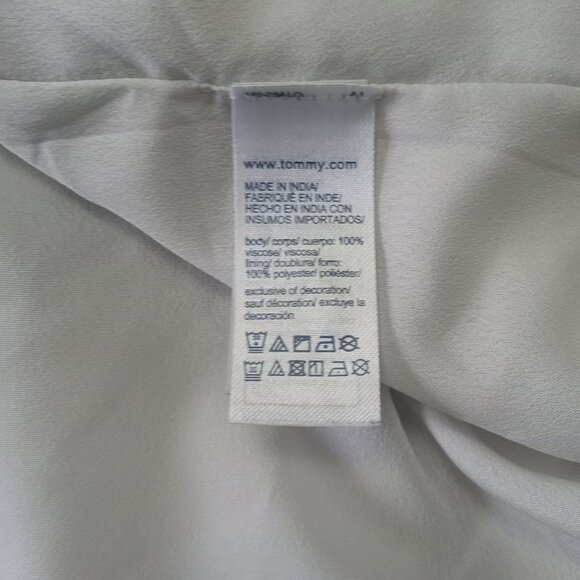 www.tommy.com
MADE IN INDIA/
FABRIQUÉ EN INDE/
HECHO EN INDIA CON
INSUMOS IMPORTADOS/
body/ corps/ cuerpo: 100%
viscose/ viscosa/
lining/ doublure/ forro:
100% polyester/ poliéster/
exclusive of decoration/
sauf décoration/ excluye la
decoración